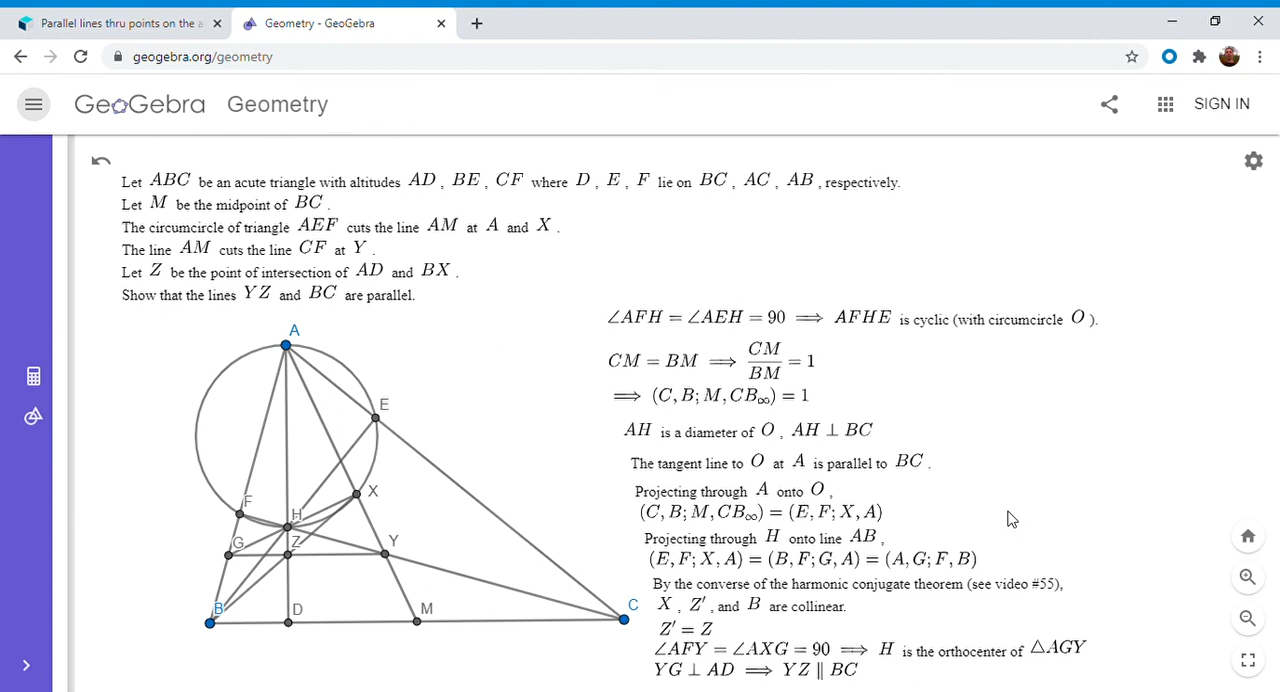 Parallel lines thru points on the a
Geometry - GeoGebra
geogebra.org/geometry
GeoGebra Geometry
SIGN IN
Let ABC be an acute triangle with altitudes AD , BE , CF where D , E , F lie on BC , AC , AB , respectively.
Let M be the midpoint of BC .
The circumcircle of triangle AEF cuts the line AM at A and X .
The line AM cuts the line CF at Y .
Let Z be the point of intersection of AD and BX .
Show that the lines YZ and BC are parallel.
∠AFH = ∠AEH = 90 ⟹ AFHE is cyclic (with circumcircle O ).
CM = BM ⟹ CM/BM = 1
⟹ (C, B; M, CB∞) = 1
AH is a diameter of O , AH ⊥ BC
The tangent line to O at A is parallel to BC .
Projecting through A onto O ,
(C, B; M, CB∞) = (E, F; X, A)
Projecting through H onto line AB ,
(E, F; X, A) = (B, F; G, A) = (A, G; F, B)
By the converse of the harmonic conjugate theorem (see video #55),
X , Z′ , and B are collinear.
Z′ = Z
∠AFY = ∠AXG = 90 ⟹ H is the orthocenter of △AGY
YG ⊥ AD ⟹ YZ ∥ BC
A
E
X
F
H
G
Z
Y
B
D
M
C